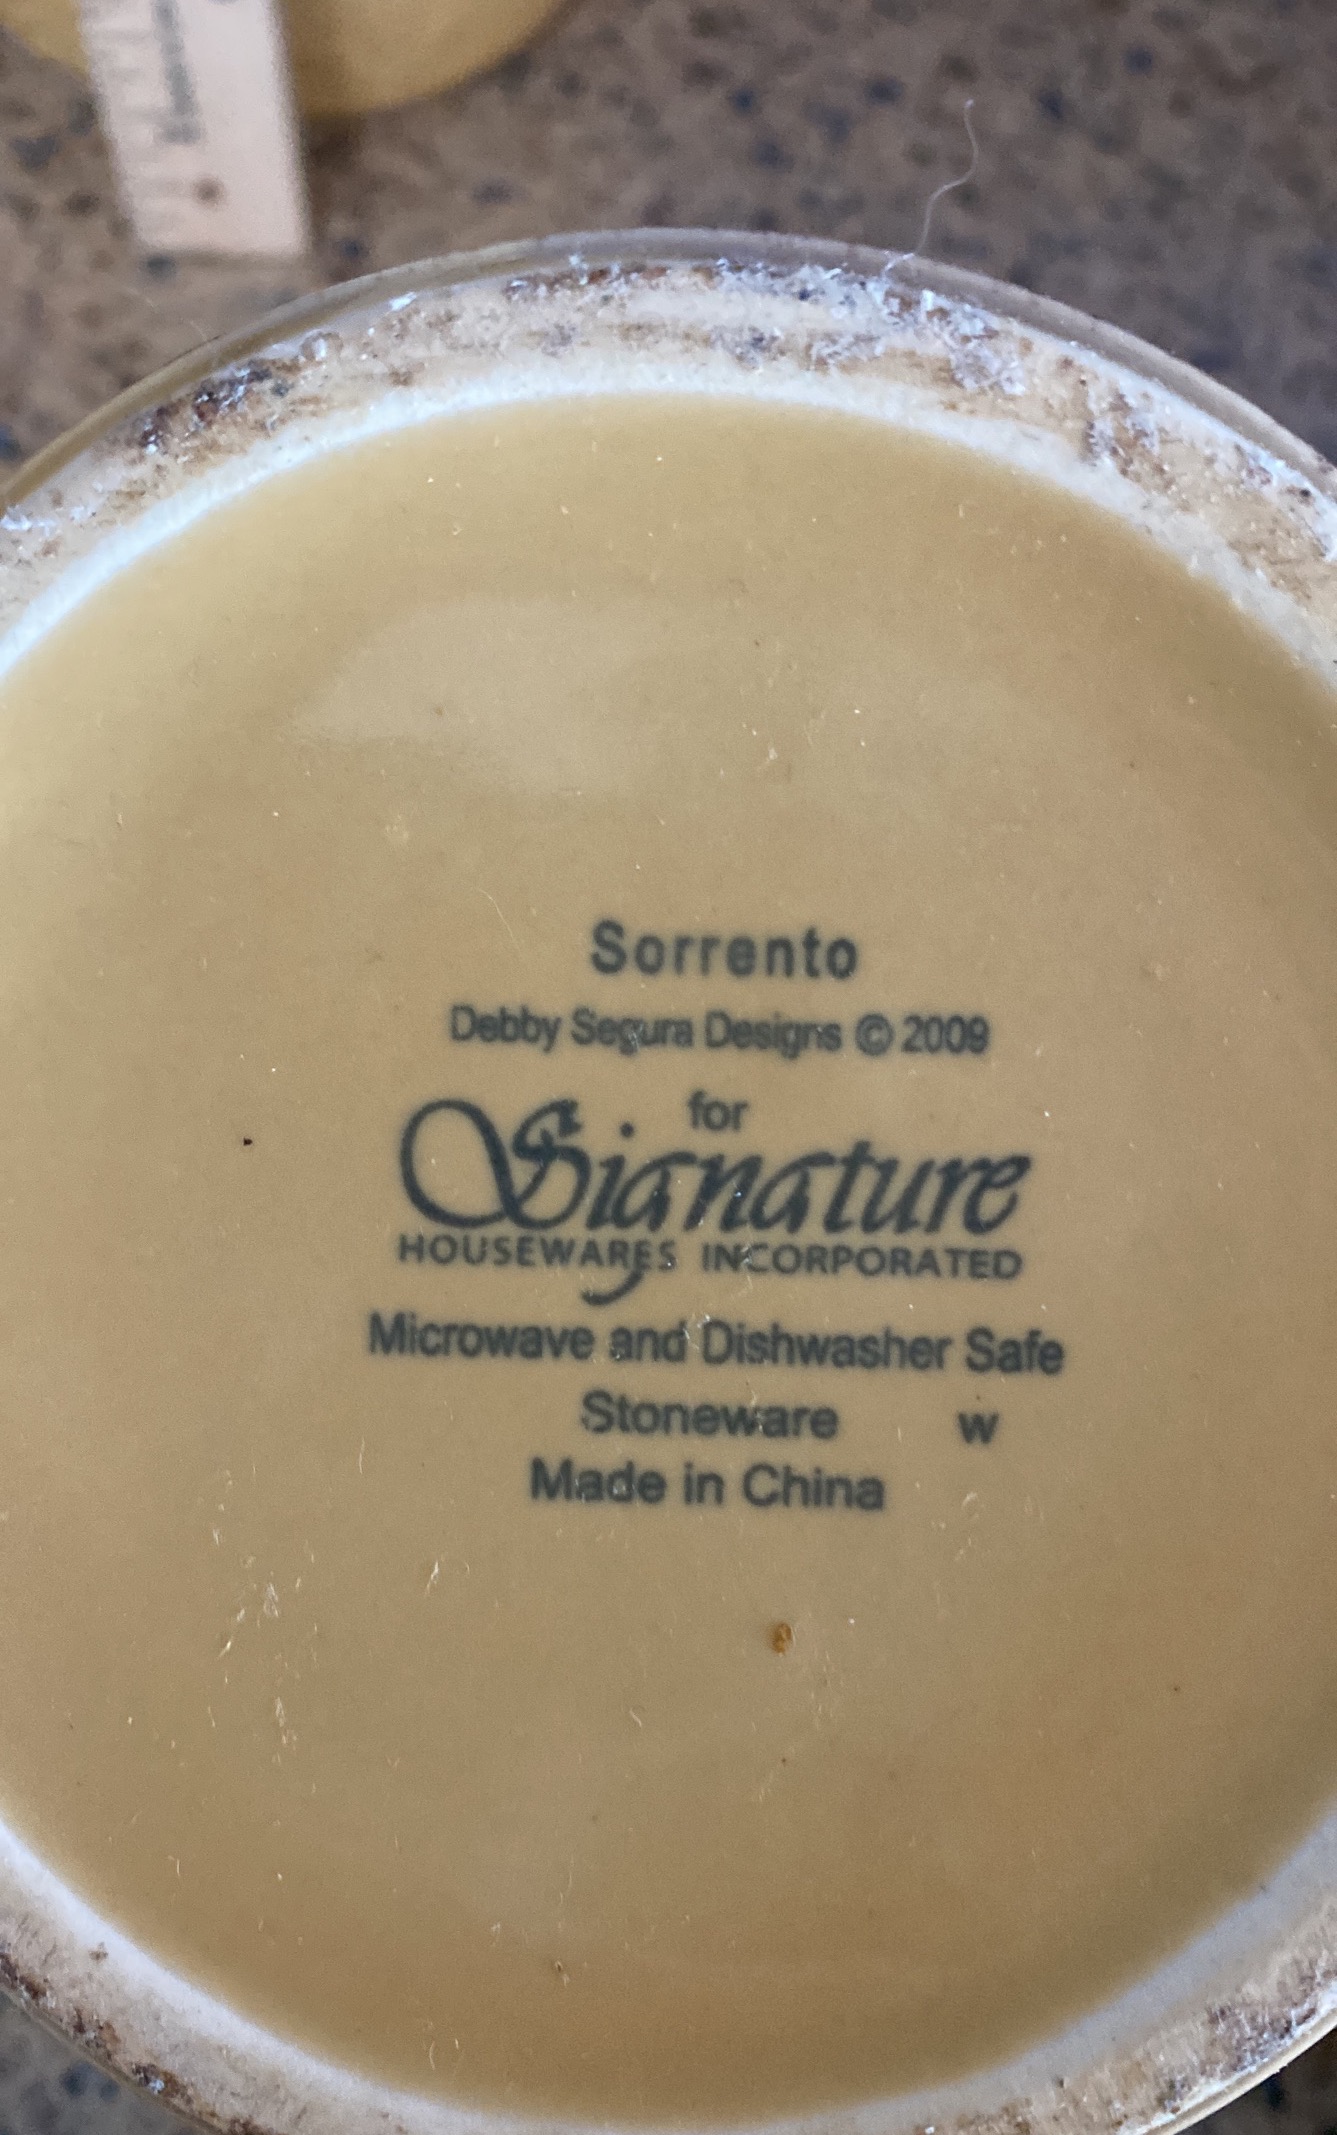 Sorrento
Debby Segura Designs © 2009
for
Signature
HOUSEWARES INCORPORATED
Microwave and Dishwasher Safe
Stoneware w
Made in China